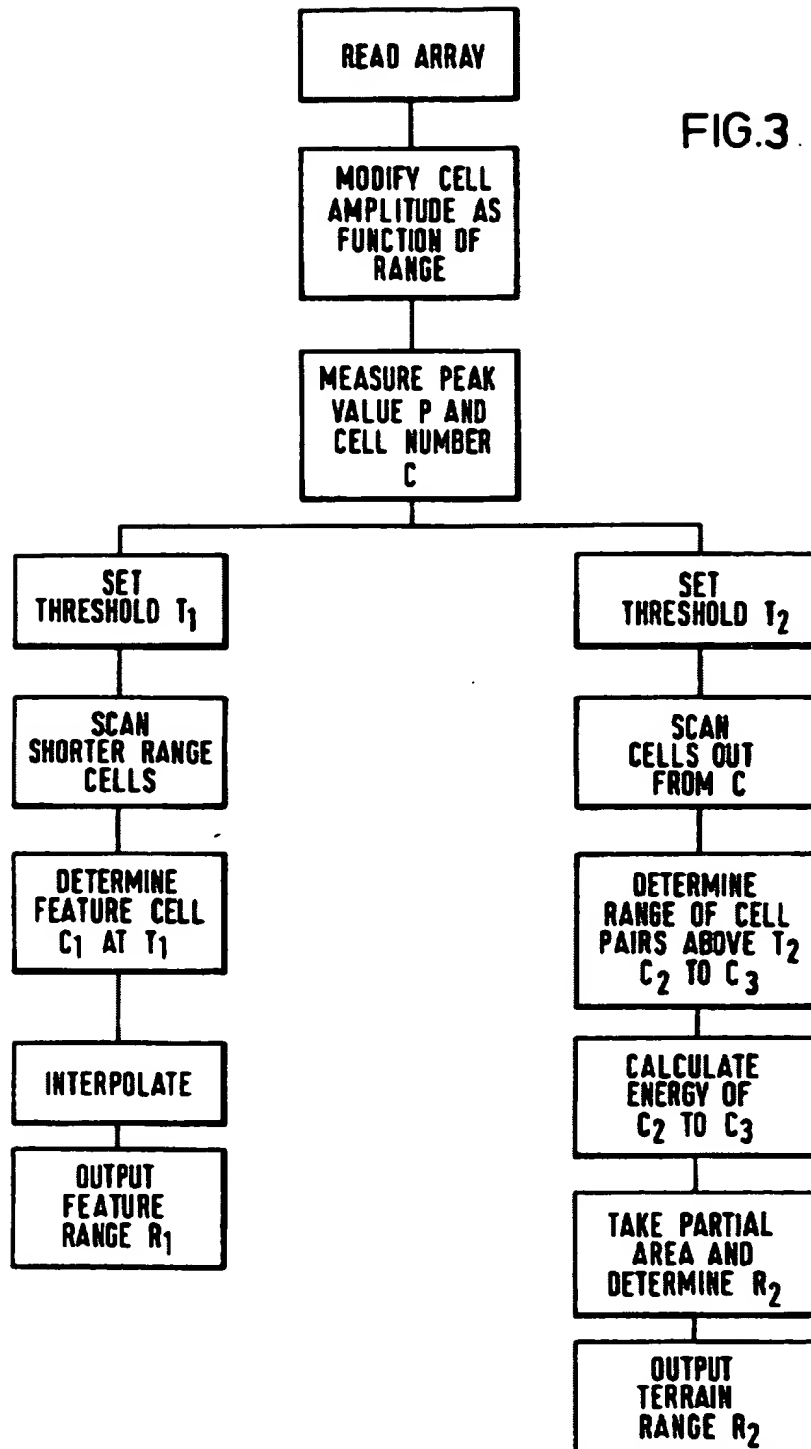 READ ARRAY
FIG.3
MODIFY CELL
AMPLITUDE AS
FUNCTION OF
RANGE
MEASURE PEAK
VALUE P AND
CELL NUMBER
C
SET
THRESHOLD T1
SCAN
SHORTER RANGE
CELLS
DETERMINE
FEATURE CELL
C1 AT T1
INTERPOLATE
OUTPUT
FEATURE
RANGE R1
SET
THRESHOLD T2
SCAN
CELLS OUT
FROM C
DETERMINE
RANGE OF CELL
PAIRS ABOVE T2
C2 TO C3
CALCULATE
ENERGY OF
C2 TO C3
TAKE PARTIAL
AREA AND
DETERMINE R2
OUTPUT
TERRAIN
RANGE R2